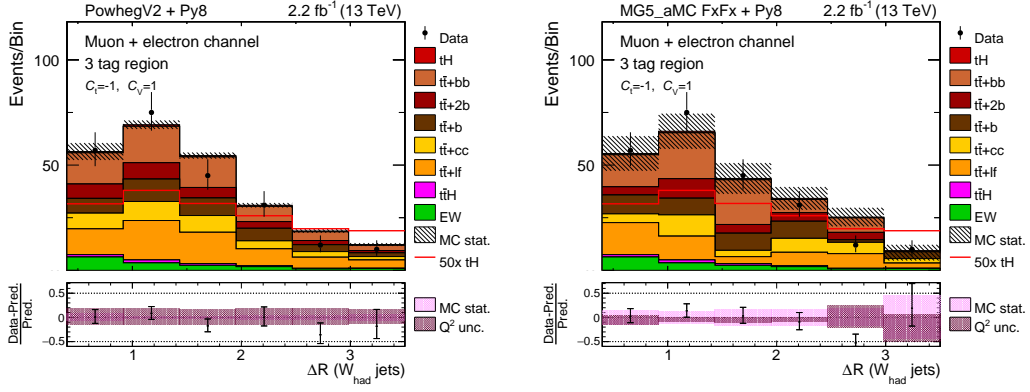 PowhegV2 + Py8 2.2 fb⁻¹ (13 TeV)
Events/Bin
100
50
Muon + electron channel
3 tag region
Cₜ=-1, Cᵥ=1
Data
tH
tt̄+bb
tt̄+2b
tt̄+b
tt̄+cc
tt̄+lf
tt̄H
EW
MC stat.
50x tH
Data-Pred.
Pred.
0.5
0
−0.5
MC stat.
Q² unc.
1 2 3
ΔR (W_had jets)
MG5_aMC FxFx + Py8 2.2 fb⁻¹ (13 TeV)
Events/Bin
100
50
Muon + electron channel
3 tag region
Cₜ=-1, Cᵥ=1
Data
tH
tt̄+bb
tt̄+2b
tt̄+b
tt̄+cc
tt̄+lf
tt̄H
EW
MC stat.
50x tH
Data-Pred.
Pred.
0.5
0
−0.5
MC stat.
Q² unc.
1 2 3
ΔR (W_had jets)